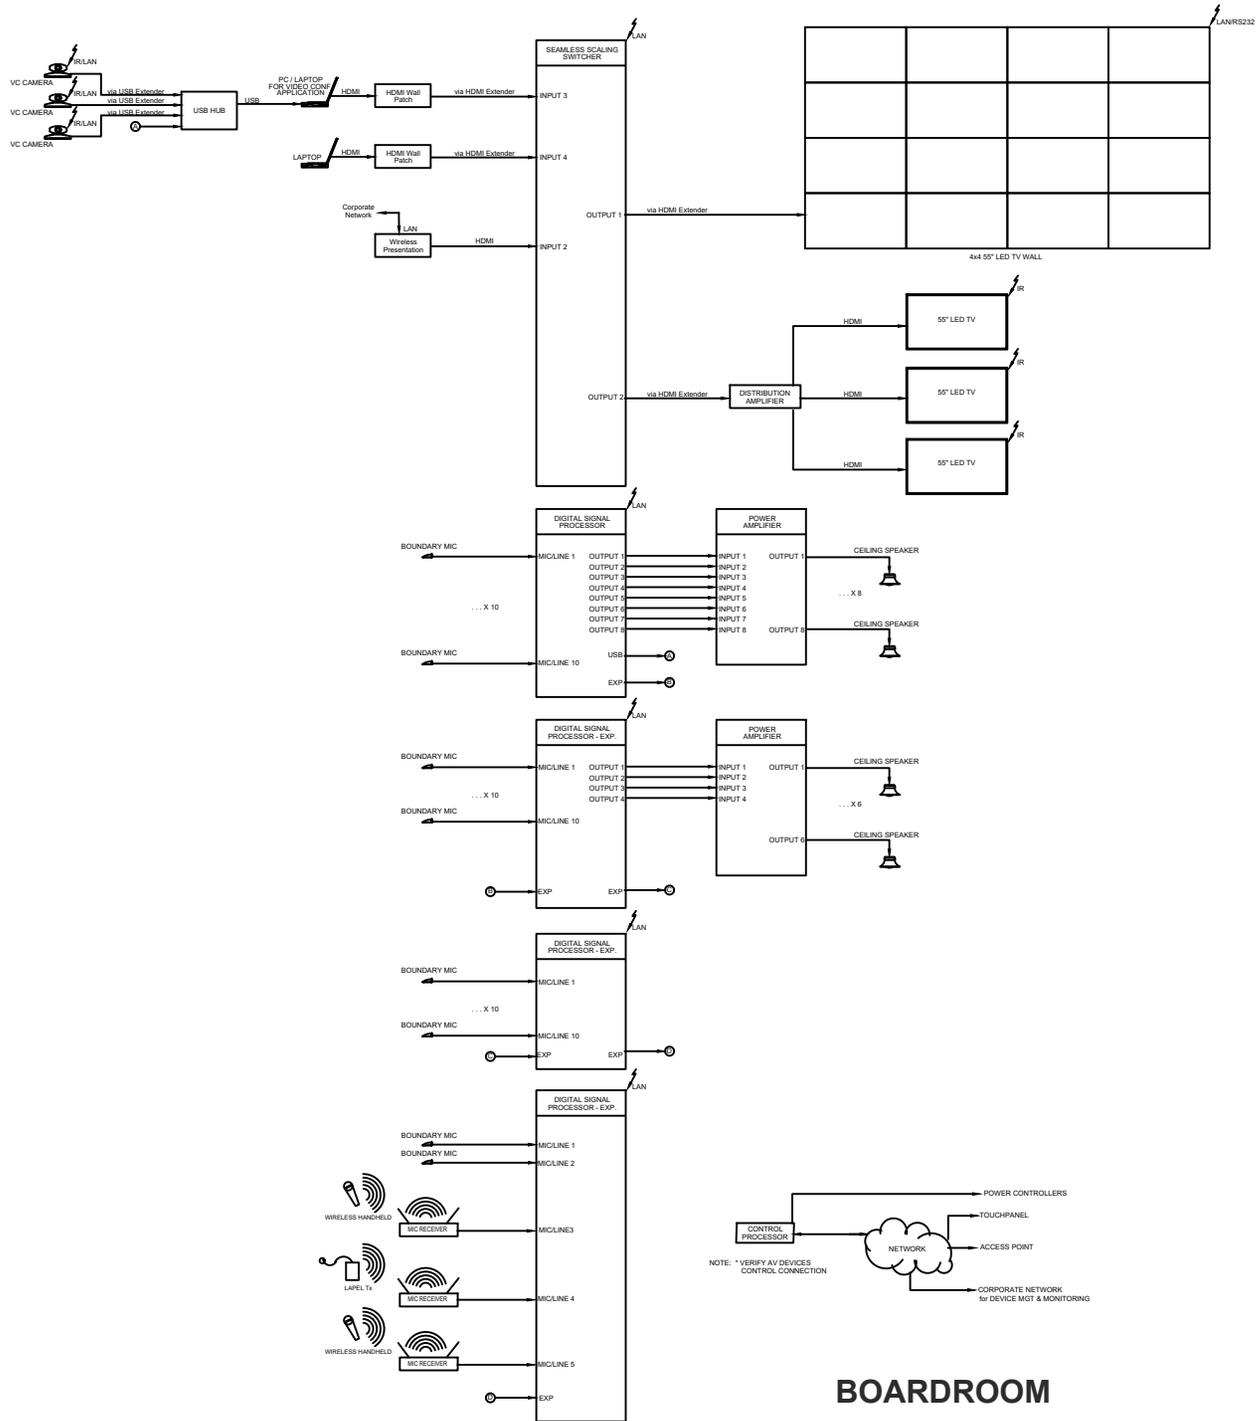 LAN
LAN/RS232
SEAMLESS SCALING
SWITCHER
IR/LAN
VC CAMERA
IR/LAN
VC CAMERA
IR/LAN
VC CAMERA
via USB Extender
via USB Extender
via USB Extender
A
USB HUB
USB
PC / LAPTOP
FOR VIDEO CONF
APPLICATION
HDMI
HDMI Wall
Patch
via HDMI Extender
INPUT 3
LAPTOP
HDMI
HDMI Wall
Patch
via HDMI Extender
INPUT 4
Corporate
Network
LAN
Wireless
Presentation
HDMI
INPUT 2
OUTPUT 1
via HDMI Extender
4x4 55" LED TV WALL
OUTPUT 2
via HDMI Extender
DISTRIBUTION
AMPLIFIER
HDMI
55" LED TV
IR
HDMI
55" LED TV
IR
HDMI
55" LED TV
IR
LAN
DIGITAL SIGNAL
PROCESSOR
BOUNDARY MIC
MIC/LINE 1
. . . X 10
BOUNDARY MIC
MIC/LINE 10
OUTPUT 1
OUTPUT 2
OUTPUT 3
OUTPUT 4
OUTPUT 5
OUTPUT 6
OUTPUT 7
OUTPUT 8
USB
A
EXP
B
POWER
AMPLIFIER
INPUT 1
INPUT 2
INPUT 3
INPUT 4
INPUT 5
INPUT 6
INPUT 7
INPUT 8
OUTPUT 1
CEILING SPEAKER
. . . X 8
OUTPUT 8
CEILING SPEAKER
LAN
DIGITAL SIGNAL
PROCESSOR - EXP.
BOUNDARY MIC
MIC/LINE 1
. . . X 10
BOUNDARY MIC
MIC/LINE 10
OUTPUT 1
OUTPUT 2
OUTPUT 3
OUTPUT 4
B
EXP
EXP
C
POWER
AMPLIFIER
INPUT 1
INPUT 2
INPUT 3
INPUT 4
OUTPUT 1
CEILING SPEAKER
. . . X 6
OUTPUT 6
CEILING SPEAKER
LAN
DIGITAL SIGNAL
PROCESSOR - EXP.
BOUNDARY MIC
MIC/LINE 1
. . . X 10
BOUNDARY MIC
MIC/LINE 10
C
EXP
EXP
D
LAN
DIGITAL SIGNAL
PROCESSOR - EXP.
BOUNDARY MIC
MIC/LINE 1
BOUNDARY MIC
MIC/LINE 2
WIRELESS HANDHELD
MIC RECEIVER
MIC/LINE3
LAPEL Tx
MIC RECEIVER
MIC/LINE 4
WIRELESS HANDHELD
MIC RECEIVER
MIC/LINE 5
D
EXP
CONTROL
PROCESSOR
NETWORK
POWER CONTROLLERS
TOUCHPANEL
ACCESS POINT
CORPORATE NETWORK
for DEVICE MGT & MONITORING
NOTE: * VERIFY AV DEVICES
CONTROL CONNECTION
BOARDROOM